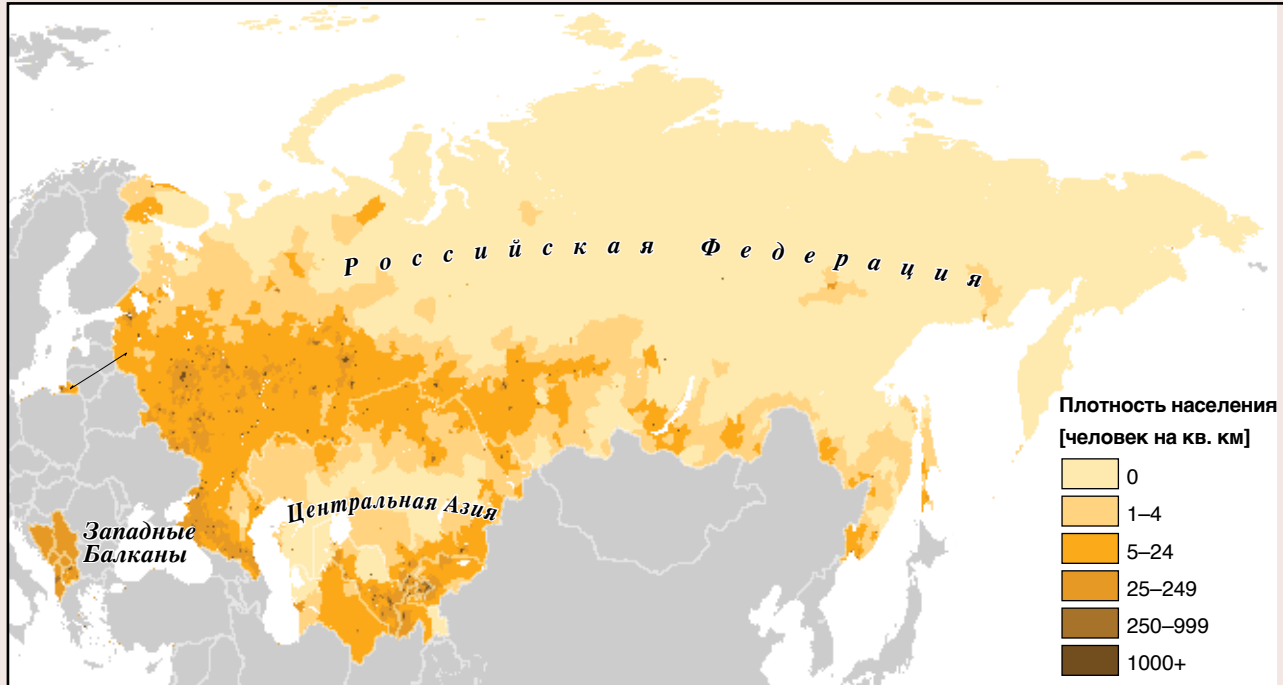 Российская Федерация
Центральная Азия
Западные
Балканы
Плотность населения
[человек на кв. км]
0
1–4
5–24
25–249
250–999
1000+